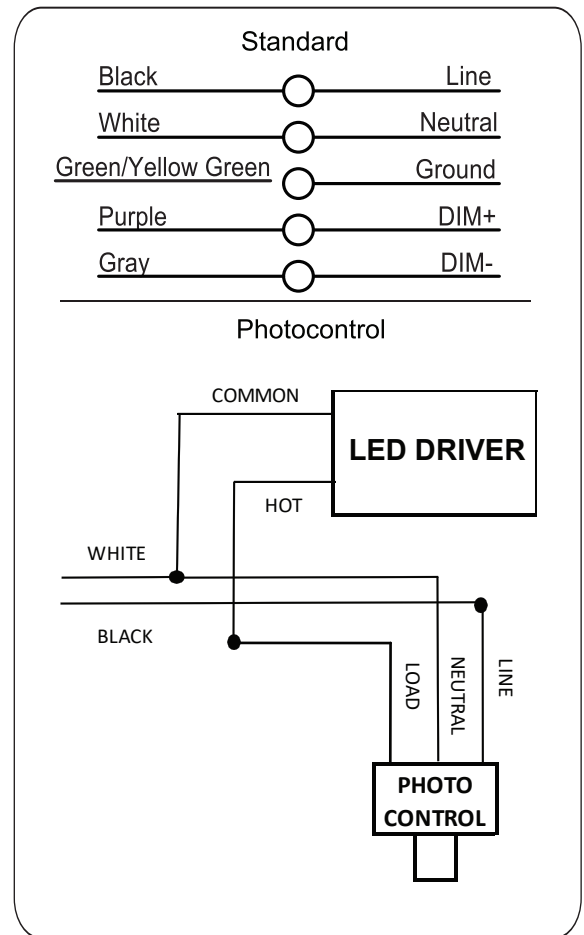 Standard
Black Line
White Neutral
Green/Yellow Green Ground
Purple DIM+
Gray DIM-
Photocontrol
COMMON
LED DRIVER
HOT
WHITE
BLACK
LOAD
NEUTRAL
LINE
PHOTO
CONTROL